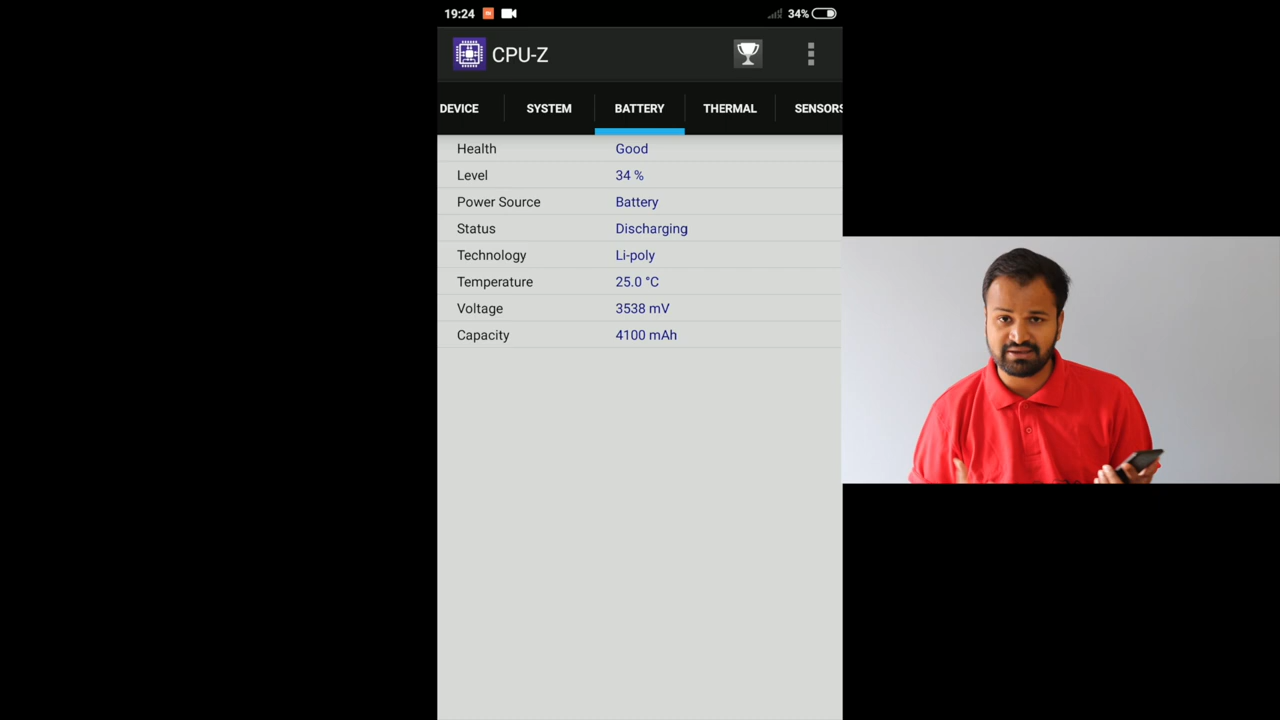 19:24 34%
CPU-Z
DEVICE SYSTEM BATTERY THERMAL SENSORS
Health Good
Level 34 %
Power Source Battery
Status Discharging
Technology Li-poly
Temperature 25.0 °C
Voltage 3538 mV
Capacity 4100 mAh